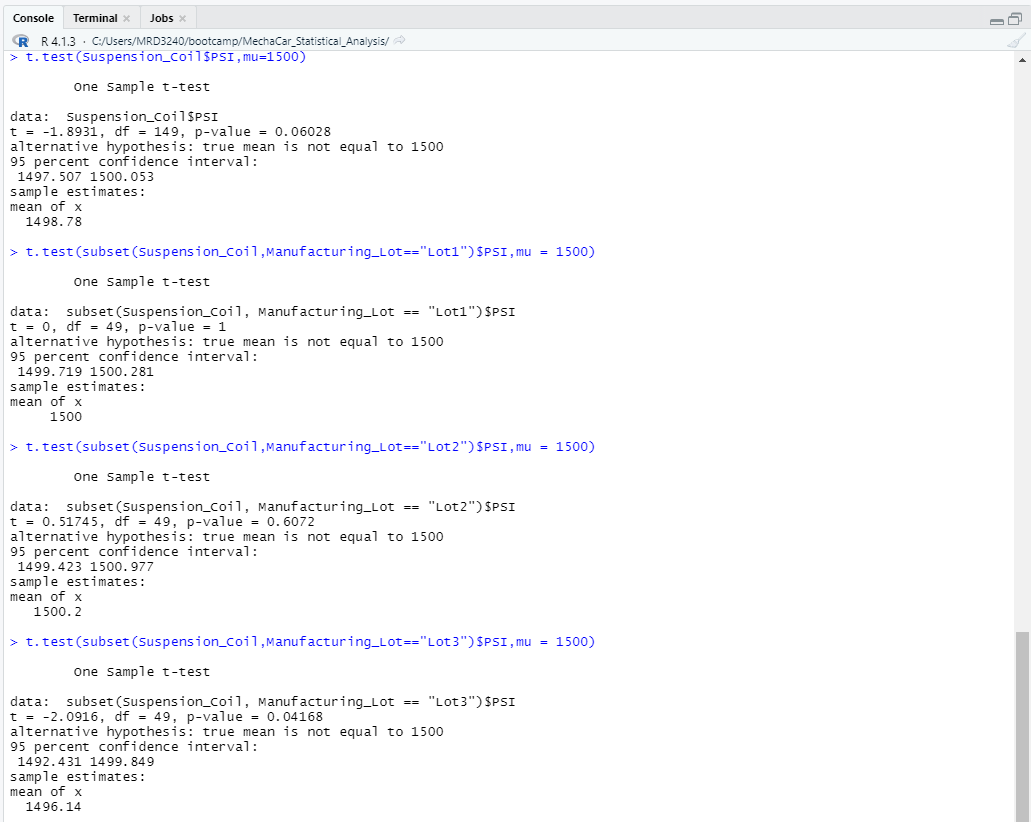 Console Terminal Jobs
R 4.1.3 · C:/Users/MRD3240/bootcamp/MechaCar_Statistical_Analysis/
> t.test(Suspension_Coil$PSI,mu=1500)
One Sample t-test
data:  Suspension_Coil$PSI
t = -1.8931, df = 149, p-value = 0.06028
alternative hypothesis: true mean is not equal to 1500
95 percent confidence interval:
1497.507 1500.053
sample estimates:
mean of x
1498.78
> t.test(subset(Suspension_Coil,Manufacturing_Lot=="Lot1")$PSI,mu = 1500)
One Sample t-test
data:  subset(Suspension_Coil, Manufacturing_Lot == "Lot1")$PSI
t = 0, df = 49, p-value = 1
alternative hypothesis: true mean is not equal to 1500
95 percent confidence interval:
1499.719 1500.281
sample estimates:
mean of x
1500
> t.test(subset(Suspension_Coil,Manufacturing_Lot=="Lot2")$PSI,mu = 1500)
One Sample t-test
data:  subset(Suspension_Coil, Manufacturing_Lot == "Lot2")$PSI
t = 0.51745, df = 49, p-value = 0.6072
alternative hypothesis: true mean is not equal to 1500
95 percent confidence interval:
1499.423 1500.977
sample estimates:
mean of x
1500.2
> t.test(subset(Suspension_Coil,Manufacturing_Lot=="Lot3")$PSI,mu = 1500)
One Sample t-test
data:  subset(Suspension_Coil, Manufacturing_Lot == "Lot3")$PSI
t = -2.0916, df = 49, p-value = 0.04168
alternative hypothesis: true mean is not equal to 1500
95 percent confidence interval:
1492.431 1499.849
sample estimates:
mean of x
1496.14